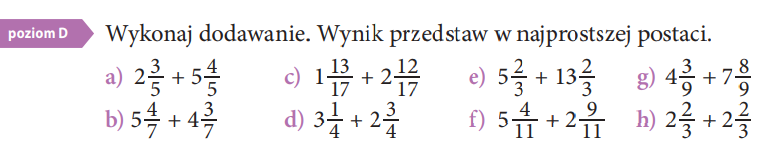 poziom D Wykonaj dodawanie. Wynik przedstaw w najprostszej postaci.
a) 2 3/5 + 5 4/5 c) 1 13/17 + 2 12/17 e) 5 2/3 + 13 2/3 g) 4 3/9 + 7 8/9
b) 5 4/7 + 4 3/7 d) 3 1/4 + 2 3/4 f) 5 4/11 + 2 9/11 h) 2 2/3 + 2 2/3